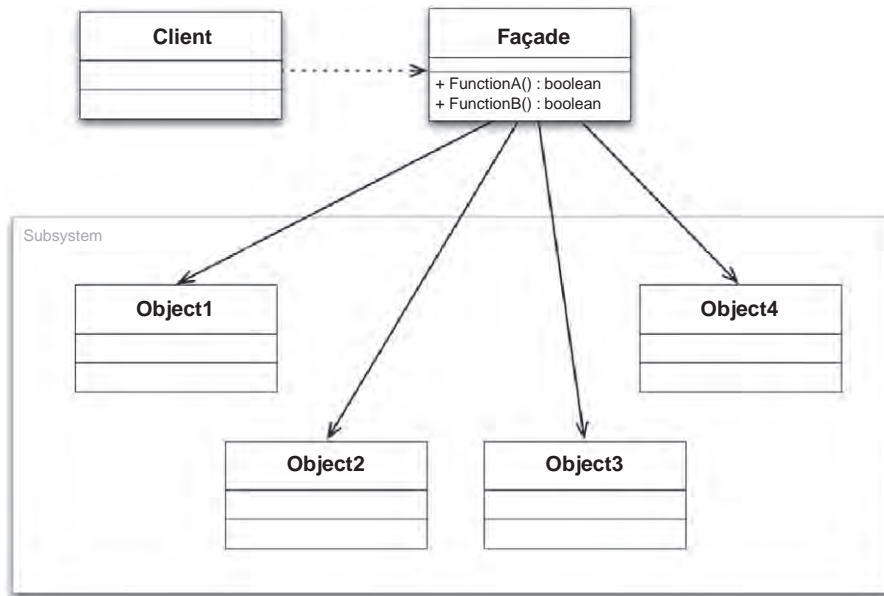 Client
Façade
+ FunctionA() : boolean
+ FunctionB() : boolean
Subsystem
Object1
Object4
Object2
Object3